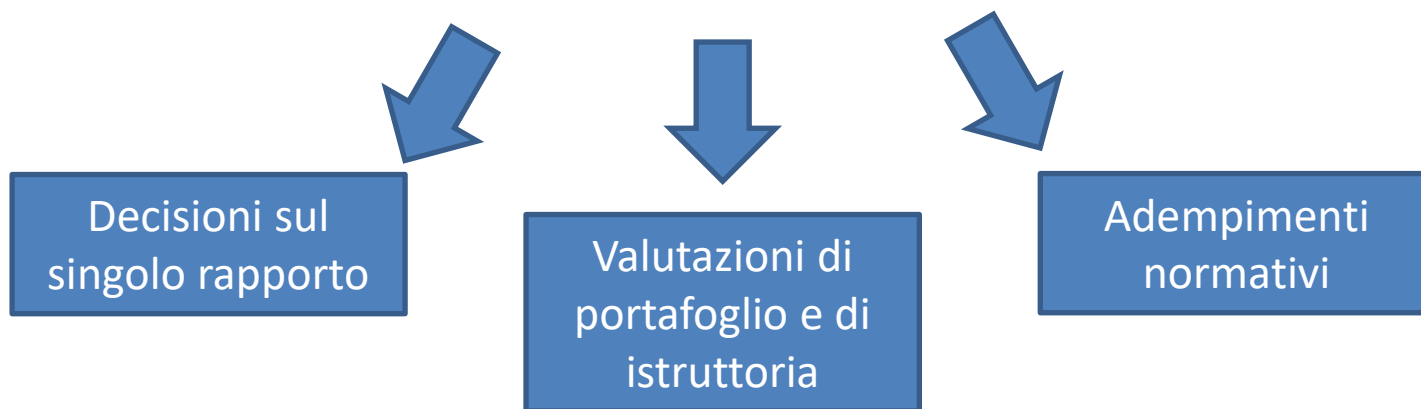 Decisioni sul
singolo rapporto
Valutazioni di
portafoglio e di
istruttoria
Adempimenti
normativi